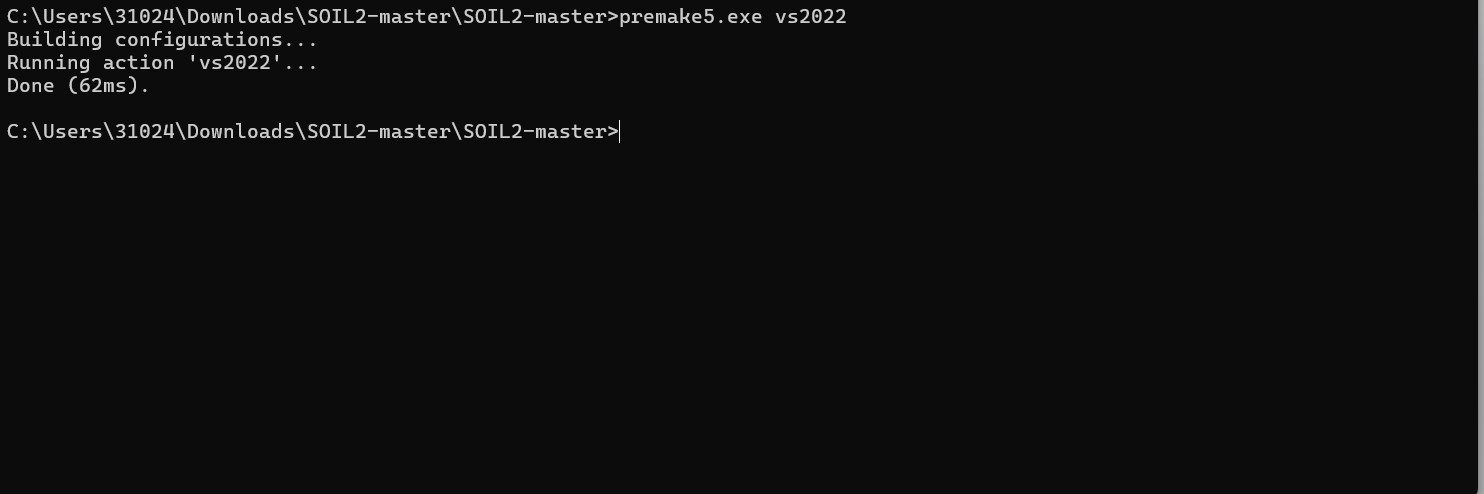 C:\Users\31024\Downloads\SOIL2-master\SOIL2-master>premake5.exe vs2022
Building configurations...
Running action 'vs2022'...
Done (62ms).
C:\Users\31024\Downloads\SOIL2-master\SOIL2-master>